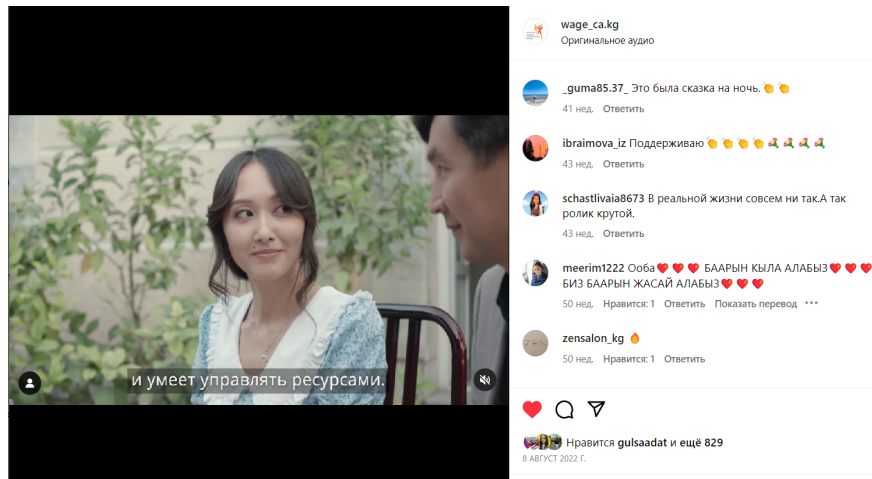 wage_ca.kg
Оригинальное аудио
_guma85.37_ Это была сказка на ночь.👏👏
41 нед. Ответить
ibraimova_iz Поддерживаю👏👏👏👏💐💐💐💐
43 нед. Ответить
schastlivaia8673 В реальной жизни совсем ни так.А так
ролик крутой.
43 нед. Ответить
meerim1222 Ооба❤️❤️❤️ БААРЫН КЫЛА АЛАБЫЗ❤️❤️❤️
БИЗ БААРЫН ЖАСАЙ АЛАБЫЗ❤️❤️❤️
50 нед. Нравится: 1 Ответить Показать перевод •••
zensalon_kg 🔥
50 нед. Нравится: 1 Ответить
и умеет управлять ресурсами.
Нравится gulsaadat и ещё 829
8 АВГУСТ 2022 Г.